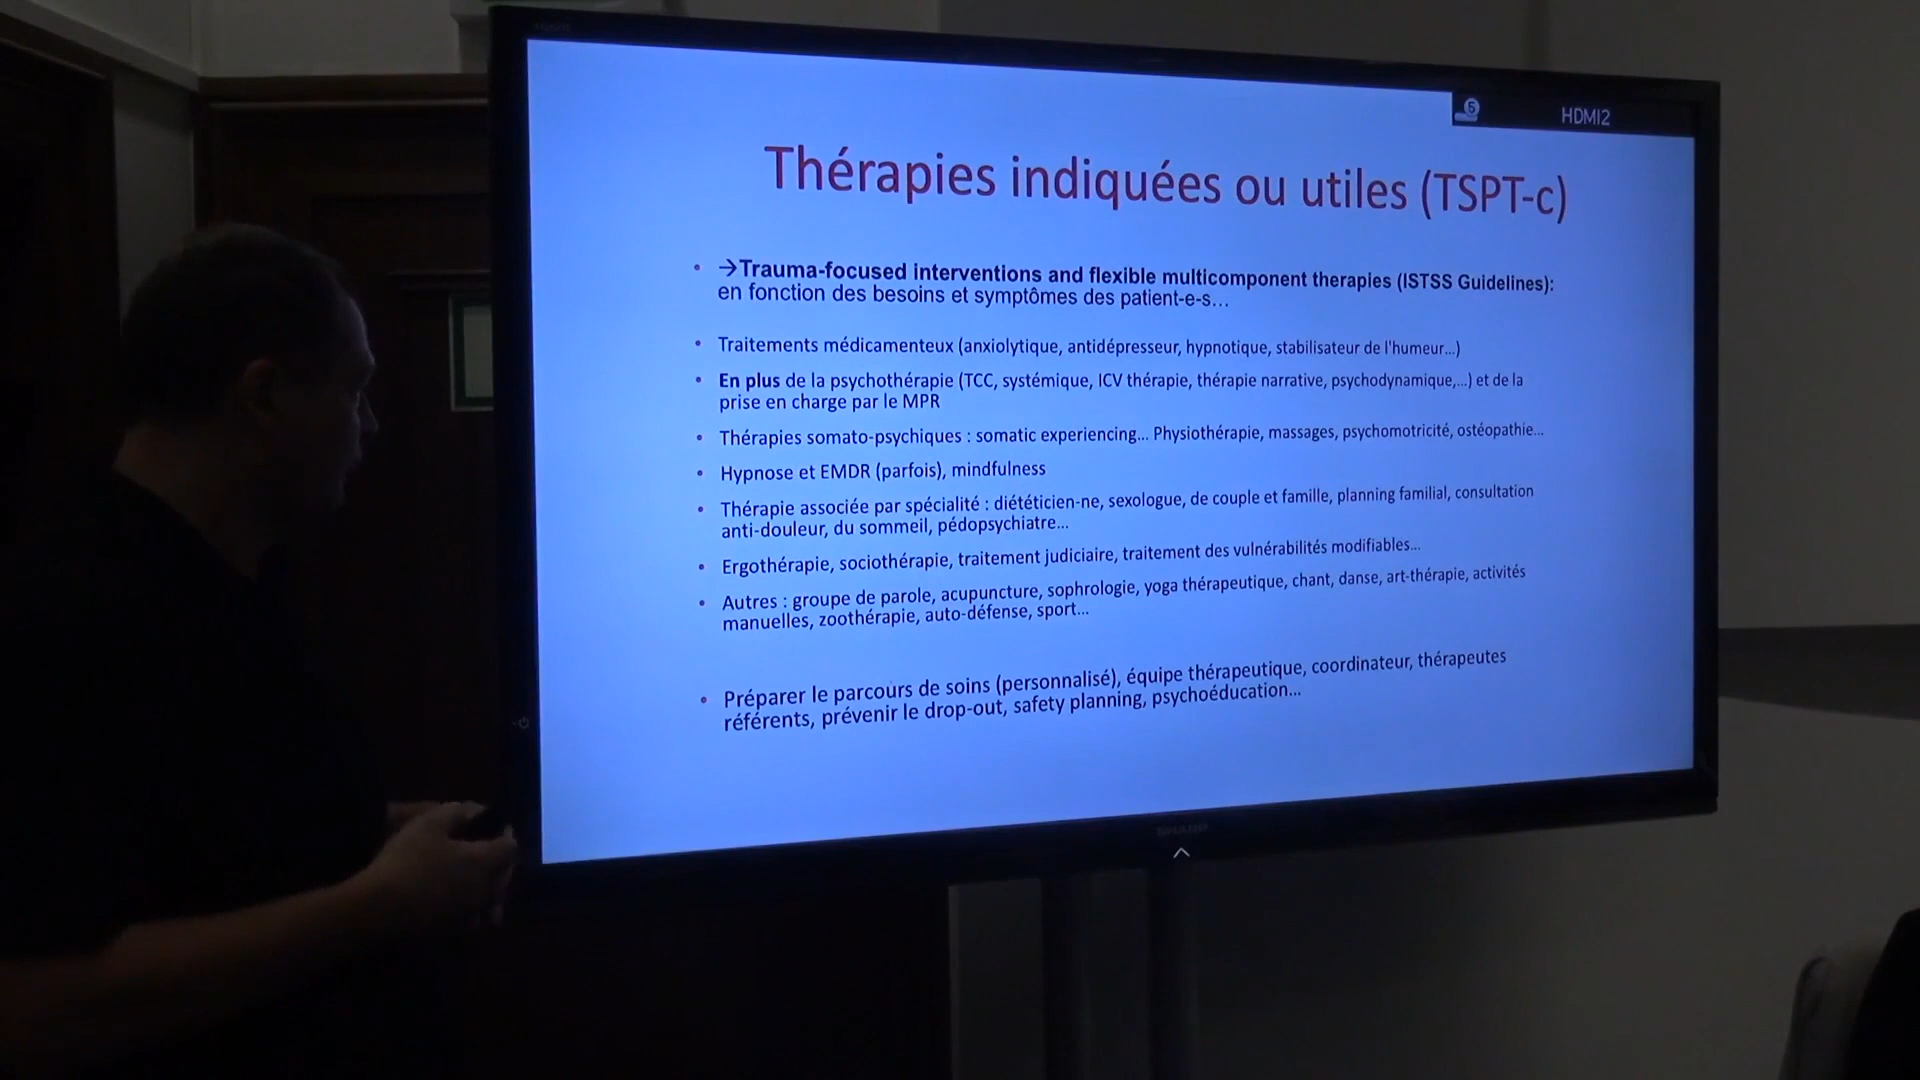 HDMI2
Thérapies indiquées ou utiles (TSPT-c)
• →Trauma-focused interventions and flexible multicomponent therapies (ISTSS Guidelines):
en fonction des besoins et symptômes des patient-e-s...
• Traitements médicamenteux (anxiolytique, antidépresseur, hypnotique, stabilisateur de l'humeur...)
• En plus de la psychothérapie (TCC, systémique, ICV thérapie, thérapie narrative, psychodynamique,...) et de la
prise en charge par le MPR
• Thérapies somato-psychiques : somatic experiencing... Physiothérapie, massages, psychomotricité, ostéopathie...
• Hypnose et EMDR (parfois), mindfulness
• Thérapie associée par spécialité : diététicien-ne, sexologue, de couple et famille, planning familial, consultation
anti-douleur, du sommeil, pédopsychiatre...
• Ergothérapie, sociothérapie, traitement judiciaire, traitement des vulnérabilités modifiables...
• Autres : groupe de parole, acupuncture, sophrologie, yoga thérapeutique, chant, danse, art-thérapie, activités
manuelles, zoothérapie, auto-défense, sport...
• Préparer le parcours de soins (personnalisé), équipe thérapeutique, coordinateur, thérapeutes
référents, prévenir le drop-out, safety planning, psychoéducation...
SHARP